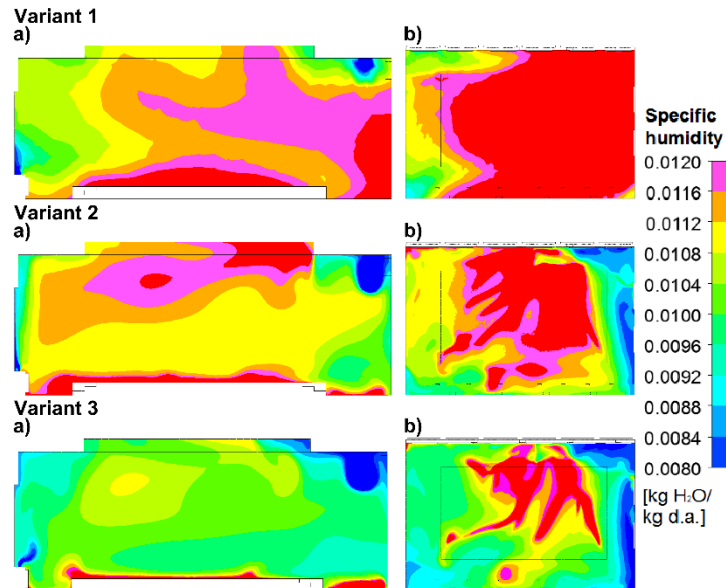 Variant 1
a)
b)
Variant 2
a)
b)
Variant 3
a)
b)
Specific
humidity
0.0120
0.0116
0.0112
0.0108
0.0104
0.0100
0.0096
0.0092
0.0088
0.0084
0.0080
[kg H₂O/
kg d.a.]